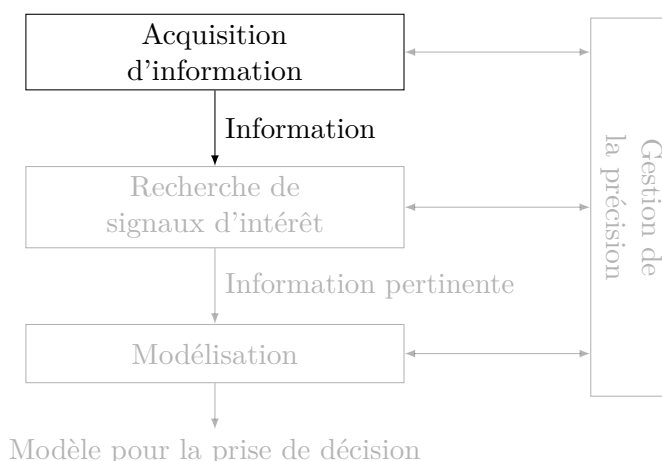 Acquisition
d'information
Information
Recherche de
signaux d'intérêt
Information pertinente
Modélisation
Modèle pour la prise de décision
Gestion de
la précision